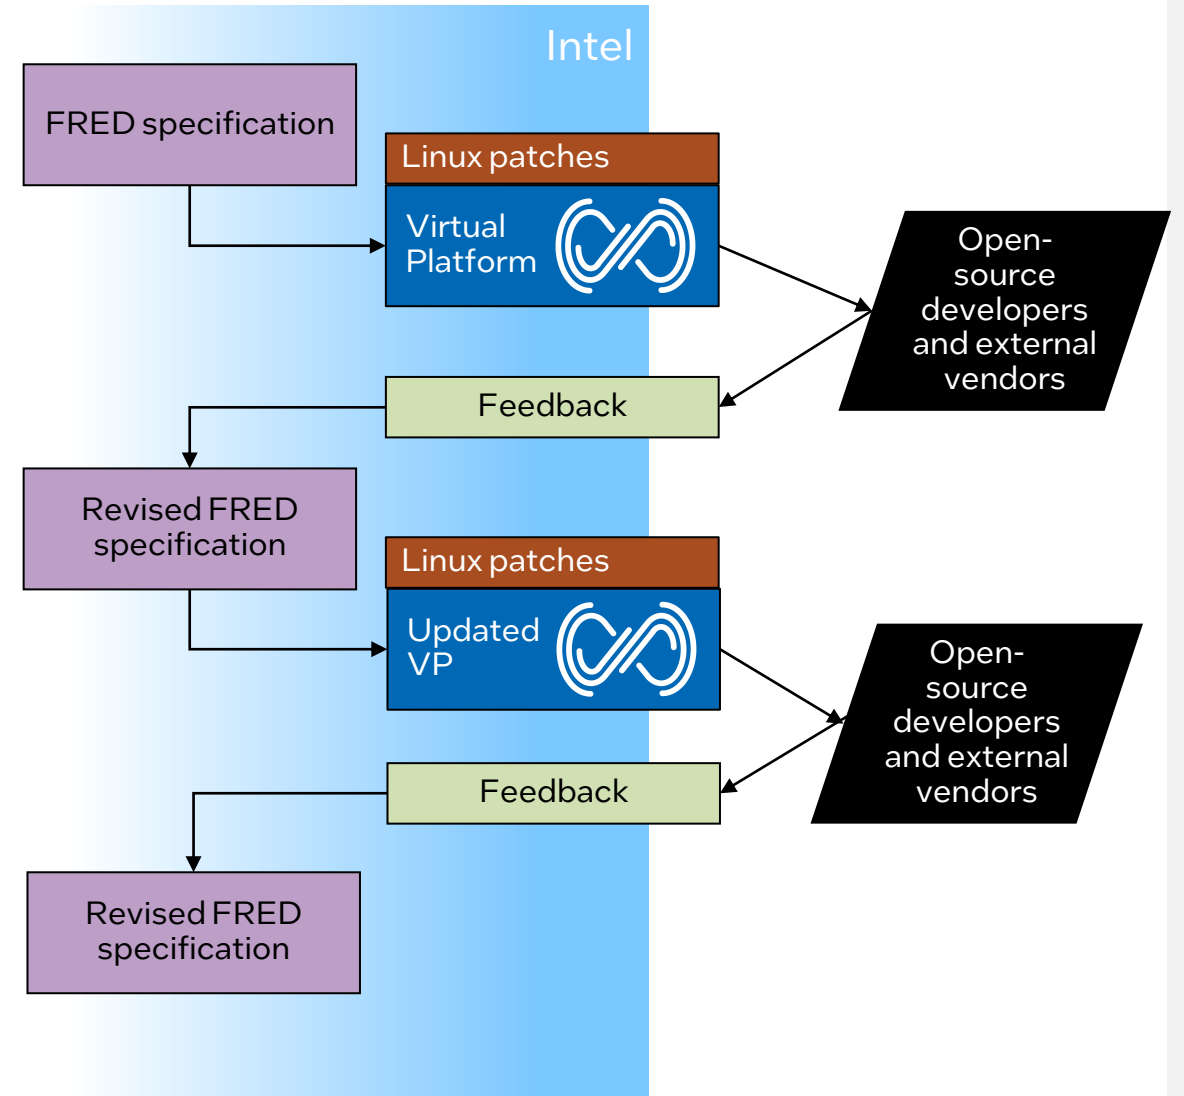 Intel
FRED specification
Linux patches
Virtual
Platform
Open-
source
developers
and external
vendors
Feedback
Revised FRED
specification
Linux patches
Updated
VP
Open-
source
developers
and external
vendors
Feedback
Revised FRED
specification